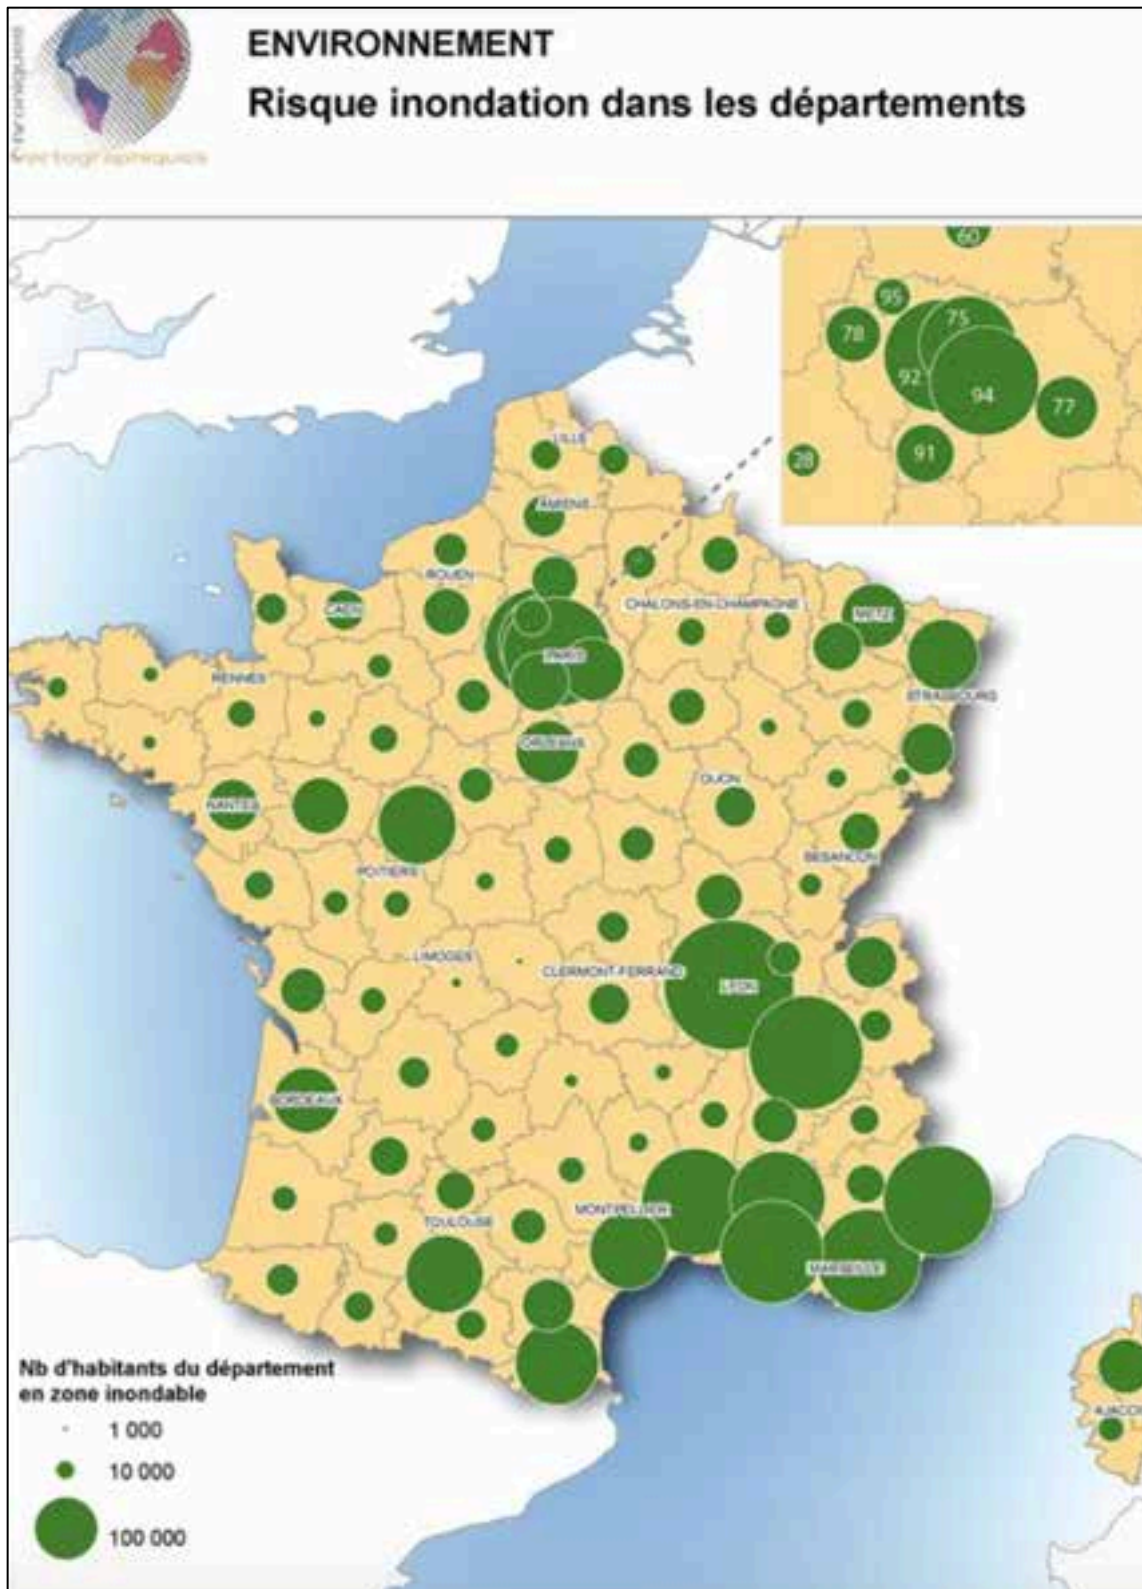 ENVIRONNEMENT
Risque inondation dans les départements
60
95
75
78
92
94
77
91
28
LILLE
AMIENS
ROUEN
CAEN
CHALONS-EN-CHAMPAGNE
METZ
PARIS
STRASBOURG
RENNES
ORLEANS
DIJON
NANTES
BESANCON
POITIERS
LIMOGES
CLERMONT-FERRAND
LYON
BORDEAUX
MONTPELLIER
TOULOUSE
MARSEILLE
Nb d'habitants du département
en zone inondable
1 000
10 000
100 000